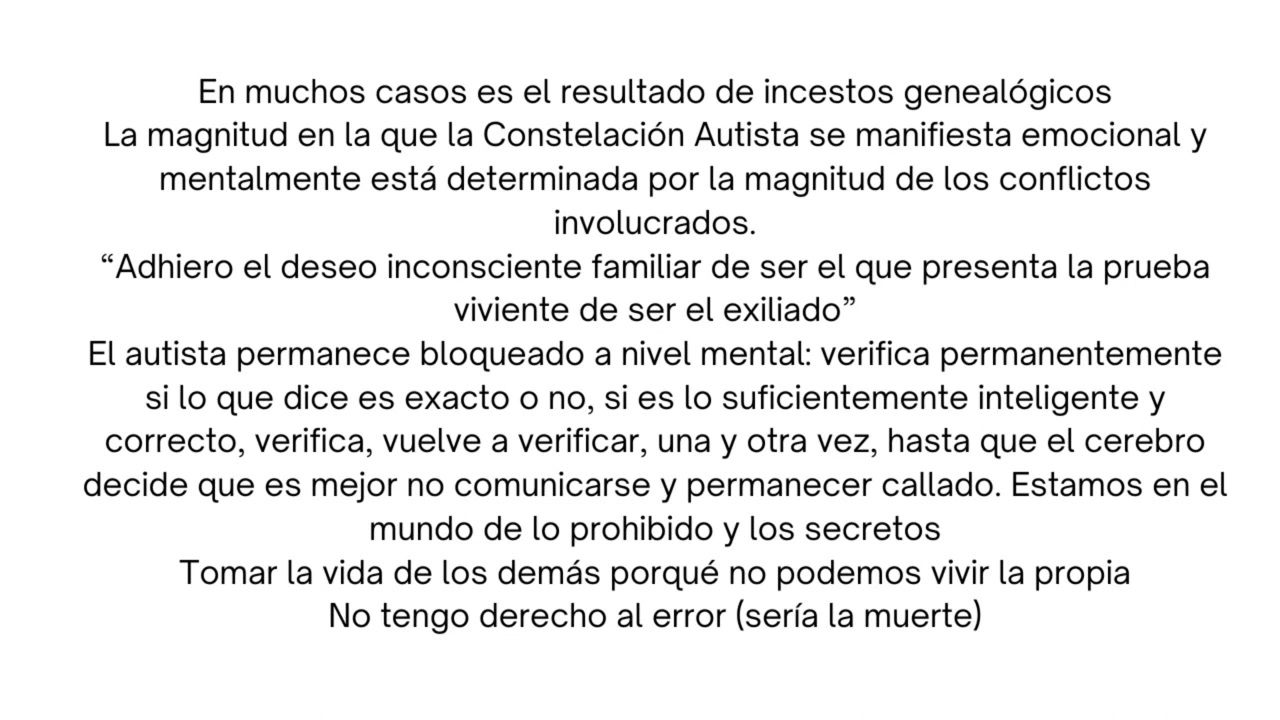 En muchos casos es el resultado de incestos genealógicos
La magnitud en la que la Constelación Autista se manifiesta emocional y
mentalmente está determinada por la magnitud de los conflictos
involucrados.
“Adhiero el deseo inconsciente familiar de ser el que presenta la prueba
viviente de ser el exiliado”
El autista permanece bloqueado a nivel mental: verifica permanentemente
si lo que dice es exacto o no, si es lo suficientemente inteligente y
correcto, verifica, vuelve a verificar, una y otra vez, hasta que el cerebro
decide que es mejor no comunicarse y permanecer callado. Estamos en el
mundo de lo prohibido y los secretos
Tomar la vida de los demás porqué no podemos vivir la propia
No tengo derecho al error (sería la muerte)